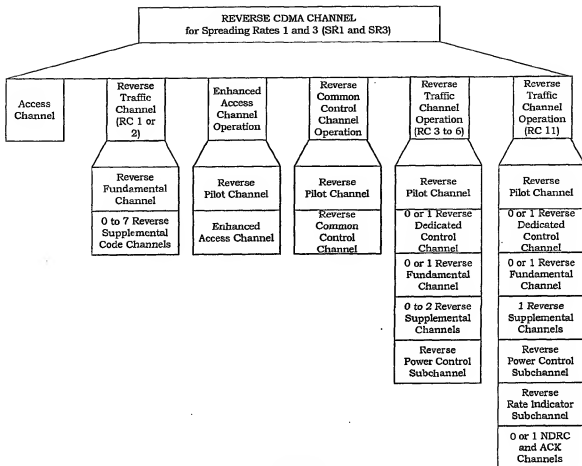 REVERSE CDMA CHANNEL
for Spreading Rates 1 and 3 (SR1 and SR3)
Access
Channel
Reverse
Traffic
Channel
(RC 1 or
2)
Enhanced
Access
Channel
Operation
Reverse
Common
Control
Channel
Operation
Reverse
Traffic
Channel
Operation
(RC 3 to 6)
Reverse
Traffic
Channel
Operation
(RC 11)
Reverse
Fundamental
Channel
0 to 7 Reverse
Supplemental
Code Channels
Reverse
Pilot Channel
Enhanced
Access Channel
Reverse
Pilot Channel
Reverse
Common
Control
Channel
Reverse
Pilot Channel
0 or 1 Reverse
Dedicated
Control
Channel
0 or 1 Reverse
Fundamental
Channel
0 to 2 Reverse
Supplemental
Channels
Reverse
Power Control
Subchannel
Reverse
Pilot Channel
0 or 1 Reverse
Dedicated
Control
Channel
0 or 1 Reverse
Fundamental
Channel
1 Reverse
Supplemental
Channels
Reverse
Power Control
Subchannel
Reverse
Rate Indicator
Subchannel
0 or 1 NDRC
and ACK
Channels